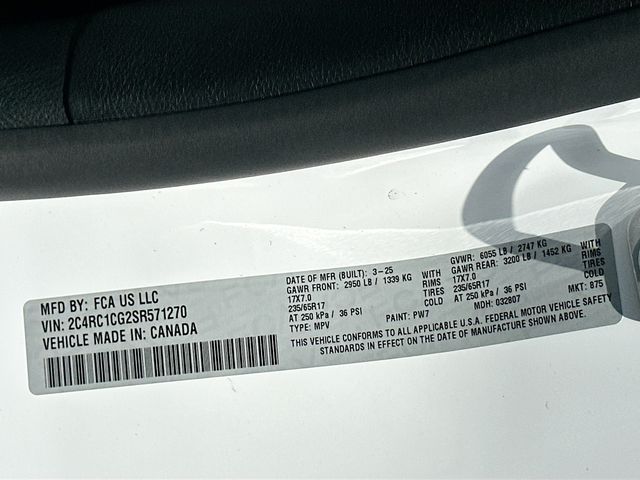 MFD BY: FCA US LLC
VIN: 2C4RC1CG2SR571270
VEHICLE MADE IN: CANADA
DATE OF MFR (BUILT): 3-25
GAWR FRONT: 2950 LB / 1339 KG WITH
17X7.0 RIMS
235/65R17 TIRES
AT 250 kPa / 36 PSI COLD
TYPE: MPV PAINT: PW7 MDH: 032807 MKT: 875
GVWR: 6055 LB / 2747 KG
GAWR REAR: 3200 LB / 1452 KG WITH
17X7.0 RIMS
235/65R17 TIRES
AT 250 kPa / 36 PSI COLD
THIS VEHICLE CONFORMS TO ALL APPLICABLE U.S.A. FEDERAL MOTOR VEHICLE SAFETY
STANDARDS IN EFFECT ON THE DATE OF MANUFACTURE SHOWN ABOVE.